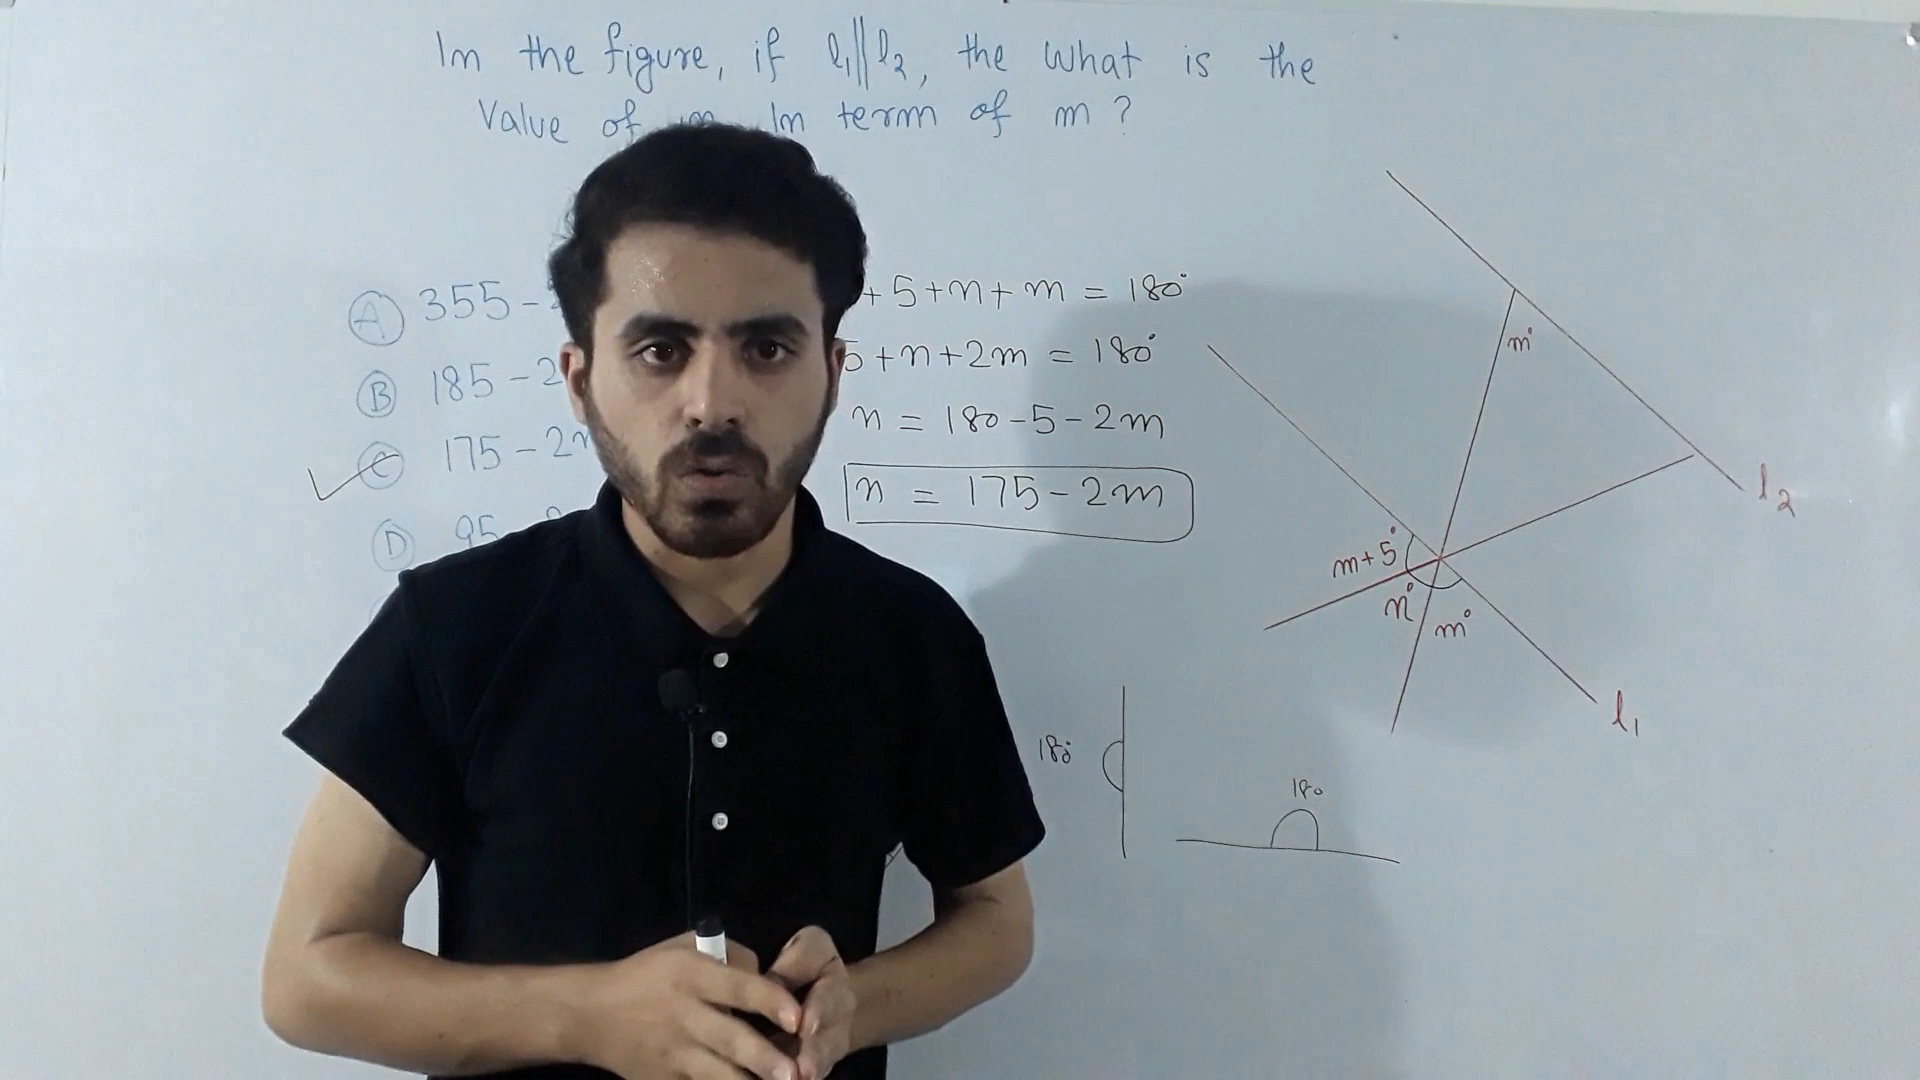 In the figure, if l₁||l₂, the what is the
Value of In term of m ?
A 355 -
B 185 - 2
C 175 - 2
D 95
+ 5 + n + m = 180°
5 + n + 2m = 180°
n = 180 - 5 - 2m
n = 175 - 2m
m°
l₂
m + 5°
n°
m°
l₁
180°
180